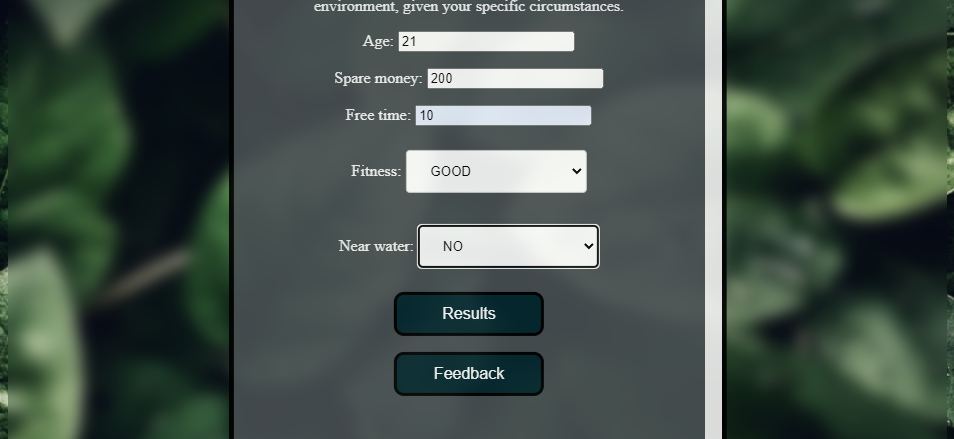 environment, given your specific circumstances.
Age: 21
Spare money: 200
Free time: 10
Fitness: GOOD
Near water: NO
Results
Feedback